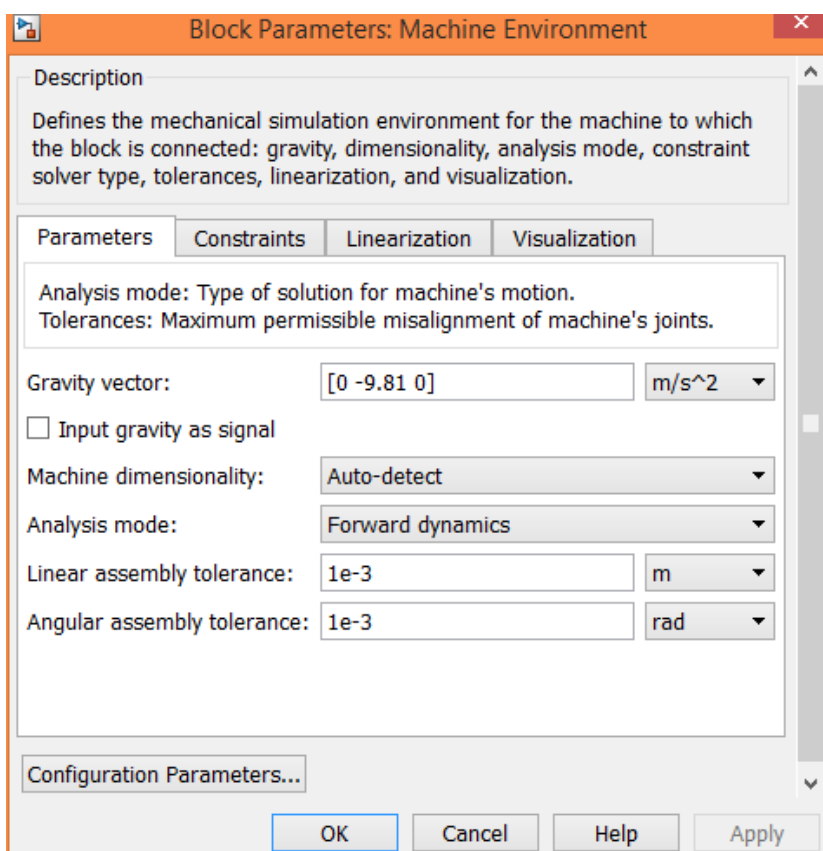 Block Parameters: Machine Environment
Description
Defines the mechanical simulation environment for the machine to which
the block is connected: gravity, dimensionality, analysis mode, constraint
solver type, tolerances, linearization, and visualization.
Parameters Constraints Linearization Visualization
Analysis mode: Type of solution for machine's motion.
Tolerances: Maximum permissible misalignment of machine's joints.
Gravity vector: [0 -9.81 0] m/s^2
Input gravity as signal
Machine dimensionality: Auto-detect
Analysis mode: Forward dynamics
Linear assembly tolerance: 1e-3 m
Angular assembly tolerance: 1e-3 rad
Configuration Parameters...
OK Cancel Help Apply